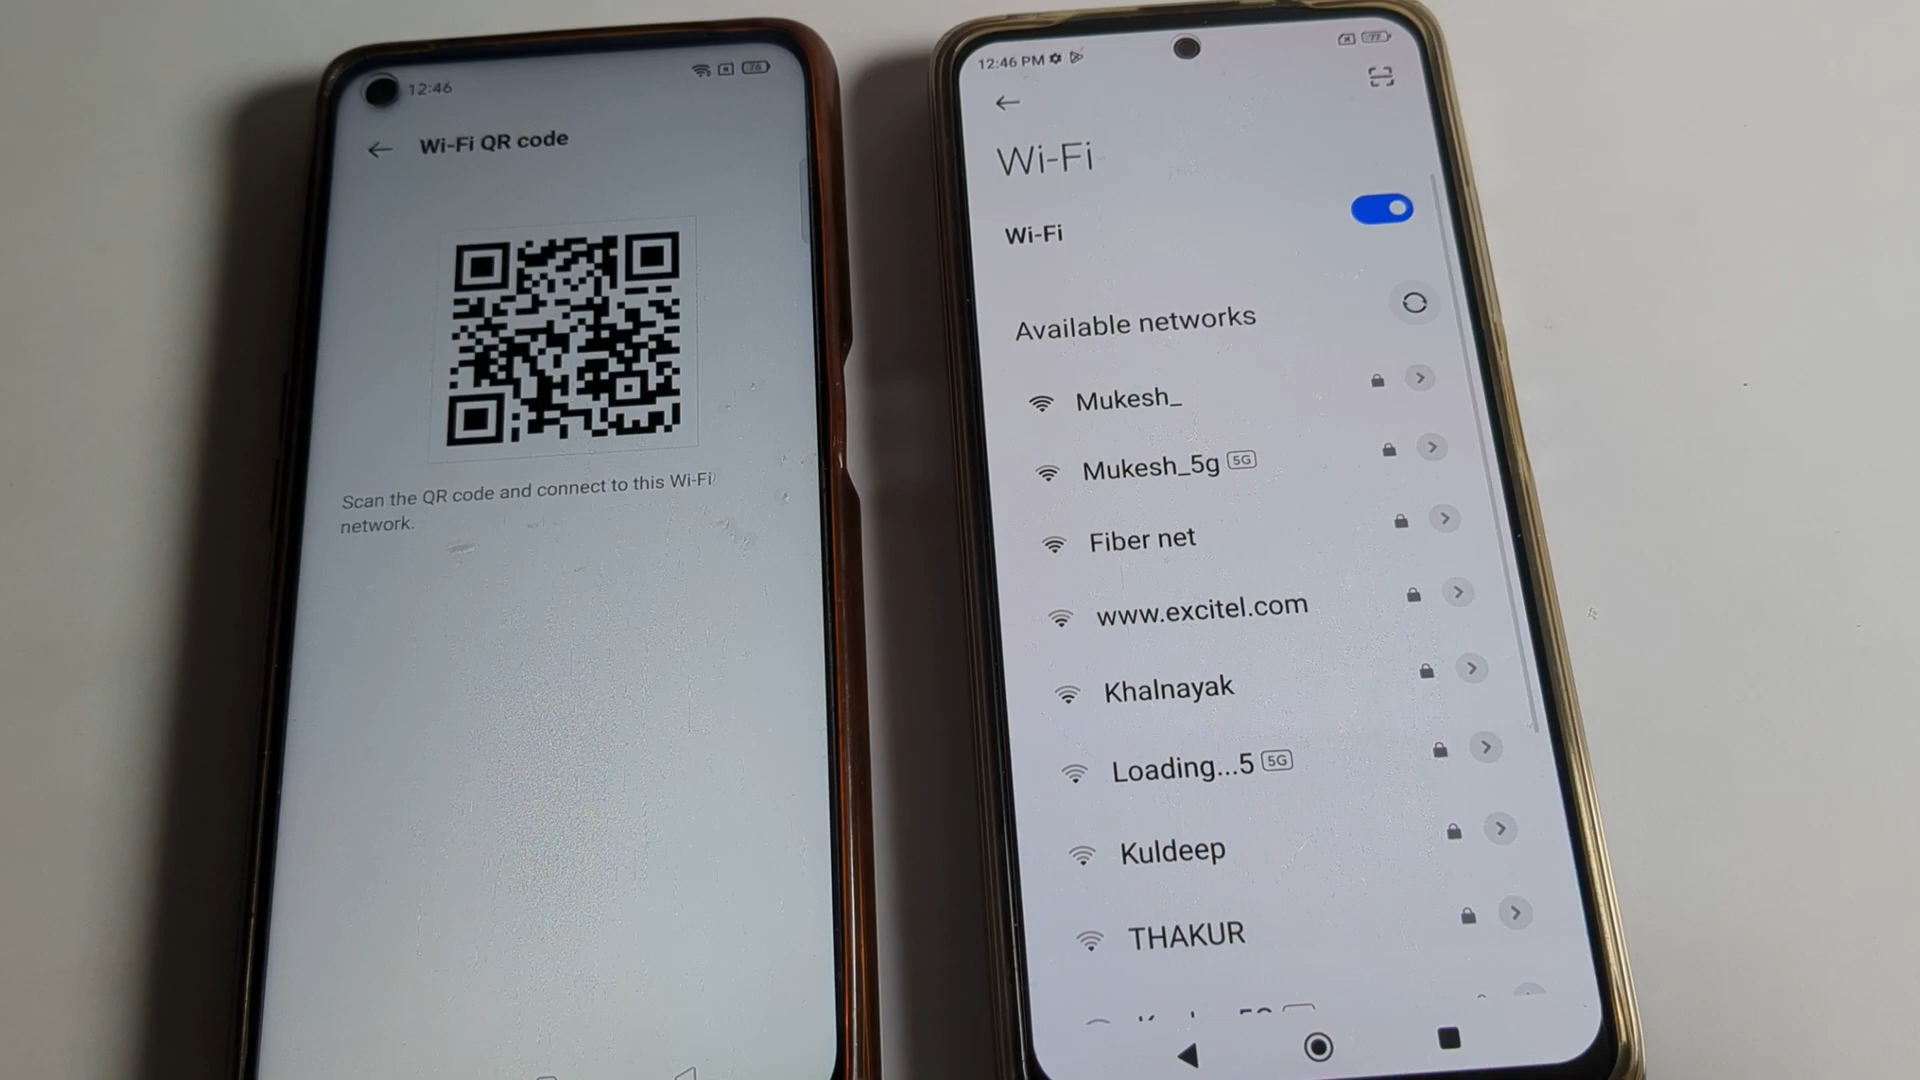 12:46
76
Wi-Fi QR code
Scan the QR code and connect to this Wi-Fi
network.
12:46 PM
77
Wi-Fi
Wi-Fi
Available networks
Mukesh_
Mukesh_5g 5G
Fiber net
www.excitel.com
Khalnayak
Loading...5 5G
Kuldeep
THAKUR